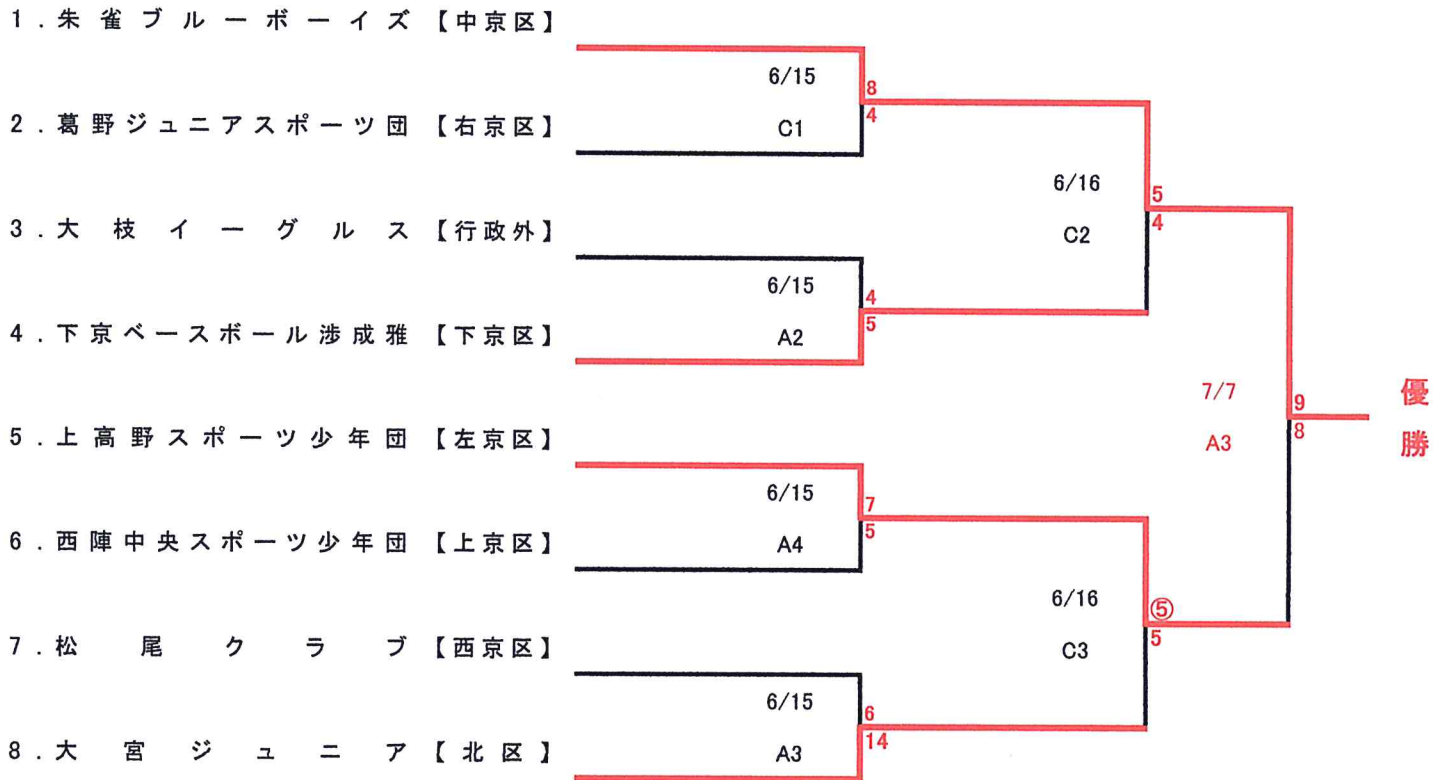 1．朱雀ブルーボーイズ【中京区】
6/15
8
4
C1
2．葛野ジュニアスポーツ団【右京区】
6/16
5
4
C2
3．大枝イーグルス【行政外】
6/15
4
5
A2
4．下京ベースボール渉成雅【下京区】
7/7
9
8
A3
優勝
5．上高野スポーツ少年団【左京区】
6/15
7
5
A4
6．西陣中央スポーツ少年団【上京区】
6/16
⑤
5
C3
7．松尾クラブ【西京区】
6/15
6
14
A3
8．大宮ジュニア【北区】